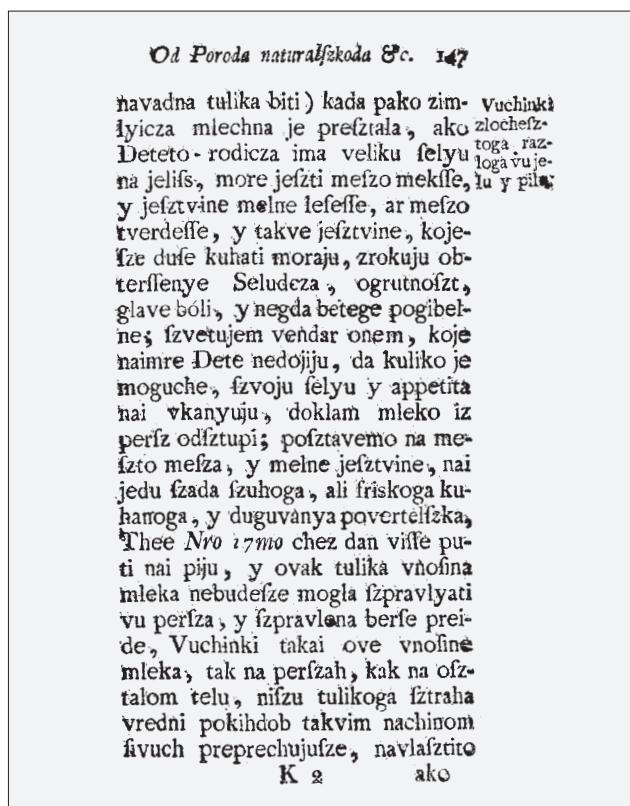 Od Poroda naturalſzkoda &c. 147
navadna tulika biti) kada pako zim-
lyicza mlechna je preſztala, ako
Deteto-rodicza ima veliku ſelyu
na jeliſs, more jeſzti meſzo mekſſe,
y jeſztvine melne leſeſſe, ar meſzo
tverdeſſe, y takve jeſztvine, koje-
ſze duſe kuhati moraju, zrokuju ob-
terſſenye Seludcza, ogrutnoſzt,
glave bóli, y negda betege pogibel-
ne; ſzvetujem vendar onem, koje
naimre Dete nedojiju, da kuliko je
moguche, ſzvoju ſelyu y appetita
nai vkanyuju, doklam mleko iz
perſz odſztupi; poſztavemo na me-
ſzto meſza, y melne jeſztvine, nai
jedu ſzada ſzuhoga, ali friskoga ku-
hanoga, y duguványa povertelſzka,
Thee Nro 17mo chez dan viſſe pu-
ti nai piju, y ovak tulika vnoſina
mleka nebudeſze mogla ſzpravlyati
vu perſza, y ſzpravlena berſe prei-
de, Vuchinki takai ove vnoſine
mleka, tak na perſzah, kak na oſz-
talom telu, niſzu tulikoga ſztraha
vredni pokihdob takvim nachinom
ſivuch preprechujuſze, navlaſztito
K 2 ako
Vuchinki
zlocheſz-
toga raz-
loga vu je-
lu y pilu.